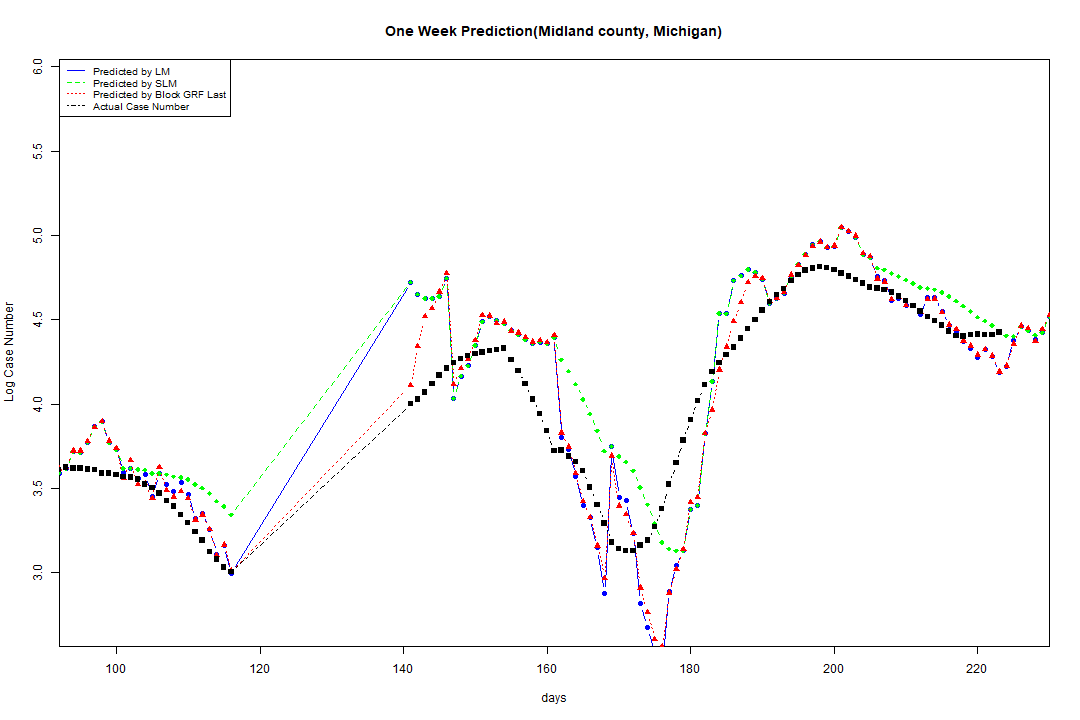 One Week Prediction(Midland county, Michigan)
Predicted by LM
Predicted by SLM
Predicted by Block GRF Last
Actual Case Number
6.0
5.5
5.0
4.5
4.0
3.5
3.0
Log Case Number
100 120 140 160 180 200 220
days